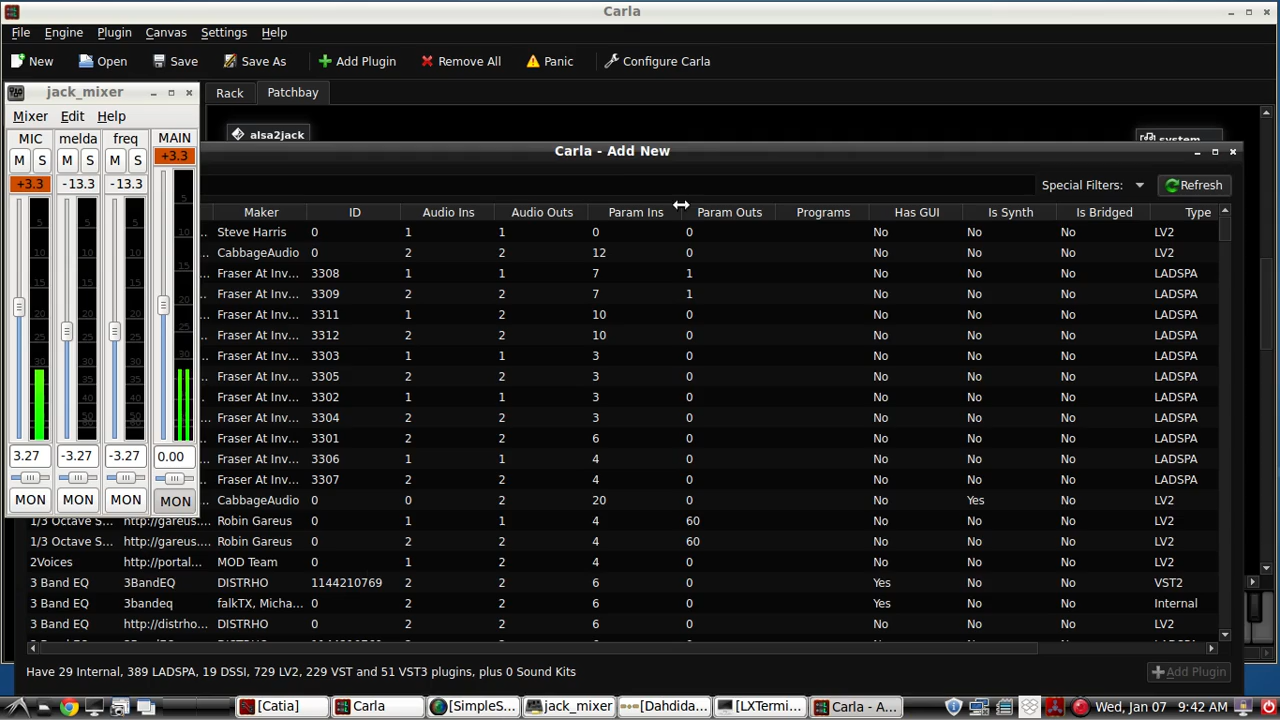 Carla
File Engine Plugin Canvas Settings Help
New Open Save Save As Add Plugin Remove All Panic Configure Carla
jack_mixer
Rack Patchbay
Mixer Edit Help
alsa2jack
system
MIC melda freq MAIN
M S M S M S +3.3
+3.3 -13.3 -13.3
3.27 -3.27 -3.27 0.00
MON MON MON MON
Carla - Add New
Special Filters: Refresh
Maker ID Audio Ins Audio Outs Param Ins Param Outs Programs Has GUI Is Synth Is Bridged Type
Steve Harris 0 1 1 0 0 No No No LV2
CabbageAudio 0 2 2 12 0 No No No LV2
Fraser At Inv... 3308 1 1 7 1 No No No LADSPA
Fraser At Inv... 3309 2 2 7 1 No No No LADSPA
Fraser At Inv... 3311 1 1 10 0 No No No LADSPA
Fraser At Inv... 3312 2 2 10 0 No No No LADSPA
Fraser At Inv... 3303 1 1 3 0 No No No LADSPA
Fraser At Inv... 3305 2 2 3 0 No No No LADSPA
Fraser At Inv... 3302 1 1 3 0 No No No LADSPA
Fraser At Inv... 3304 2 2 3 0 No No No LADSPA
Fraser At Inv... 3301 2 2 6 0 No No No LADSPA
Fraser At Inv... 3306 1 1 4 0 No No No LADSPA
Fraser At Inv... 3307 2 2 4 0 No No No LADSPA
CabbageAudio 0 0 2 20 0 No Yes No LV2
1/3 Octave S... http://gareus.... Robin Gareus 0 1 1 4 60 No No No LV2
1/3 Octave S... http://gareus.... Robin Gareus 0 2 2 4 60 No No No LV2
2Voices http://portal... MOD Team 0 1 2 4 0 No No No LV2
3 Band EQ 3BandEQ DISTRHO 1144210769 2 2 6 0 Yes No No VST2
3 Band EQ 3bandeq falkTX, Micha... 0 2 2 6 0 Yes No No Internal
3 Band EQ http://distrho... DISTRHO 0 2 2 6 0 No No No LV2
Have 29 Internal, 389 LADSPA, 19 DSSI, 729 LV2, 229 VST and 51 VST3 plugins, plus 0 Sound Kits
Add Plugin
[Catia] Carla [SimpleS... jack_mixer [Dahdida... [LXTermi... Carla - A... Wed, Jan 07 9:42 AM